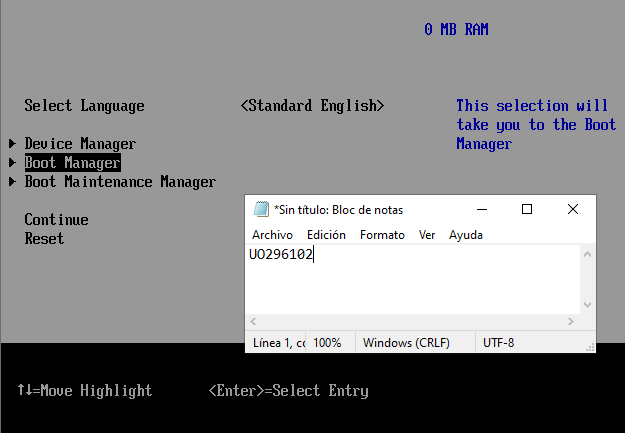 0 MB RAM
Select Language <Standard English> This selection will
take you to the Boot
Device Manager Manager
Boot Manager
Boot Maintenance Manager
Continue
Reset
*Sin título: Bloc de notas
Archivo Edición Formato Ver Ayuda
UO296102
Línea 1, cc 100% Windows (CRLF) UTF-8
↑↓=Move Highlight <Enter>=Select Entry